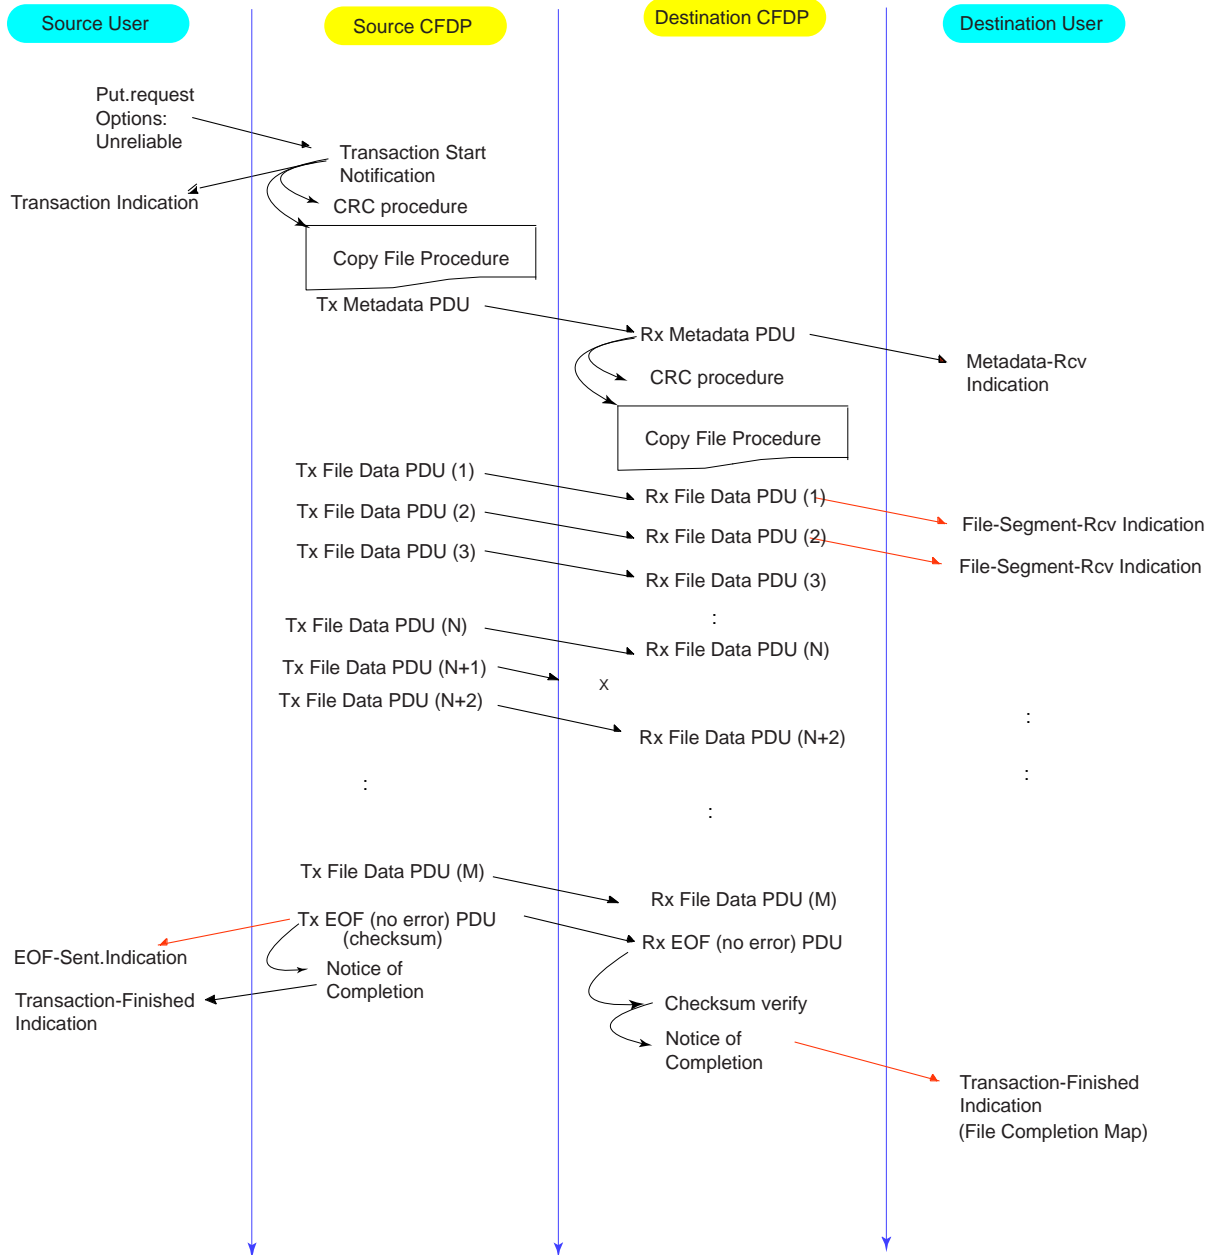 Source User
Source CFDP
Destination CFDP
Destination User
Put.request
Options:
Unreliable
Transaction Start
Notification
Transaction Indication
CRC procedure
Copy File Procedure
Tx Metadata PDU
Rx Metadata PDU
Metadata-Rcv
Indication
CRC procedure
Copy File Procedure
Tx File Data PDU (1)
Rx File Data PDU (1)
File-Segment-Rcv Indication
Tx File Data PDU (2)
Rx File Data PDU (2)
File-Segment-Rcv Indication
Tx File Data PDU (3)
Rx File Data PDU (3)
:
Tx File Data PDU (N)
Rx File Data PDU (N)
Tx File Data PDU (N+1)
X
Tx File Data PDU (N+2)
Rx File Data PDU (N+2)
:
:
:
:
Tx File Data PDU (M)
Rx File Data PDU (M)
Tx EOF (no error) PDU
(checksum)
Rx EOF (no error) PDU
EOF-Sent.Indication
Notice of
Completion
Transaction-Finished
Indication
Checksum verify
Notice of
Completion
Transaction-Finished
Indication
(File Completion Map)